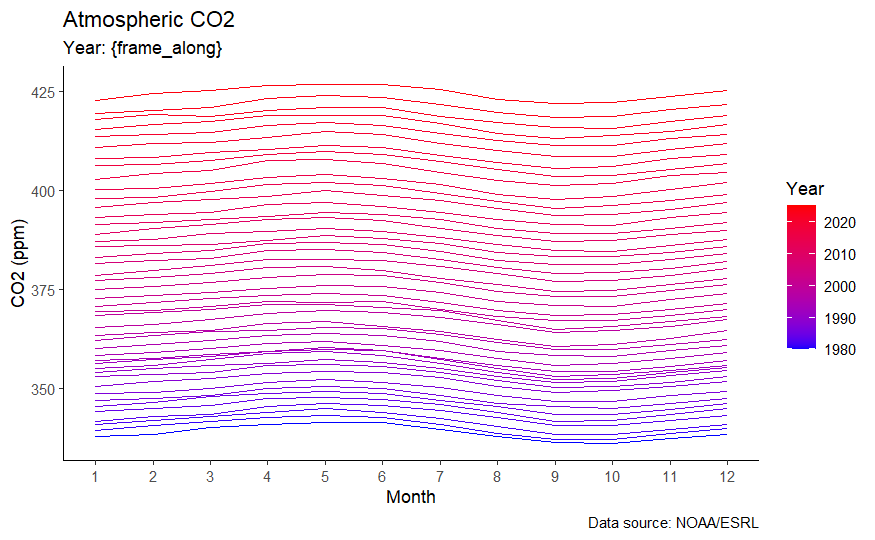 Atmospheric CO2
Year: {frame_along}
425
400
375
350
CO2 (ppm)
1 2 3 4 5 6 7 8 9 10 11 12
Month
Year
2020
2010
2000
1990
1980
Data source: NOAA/ESRL